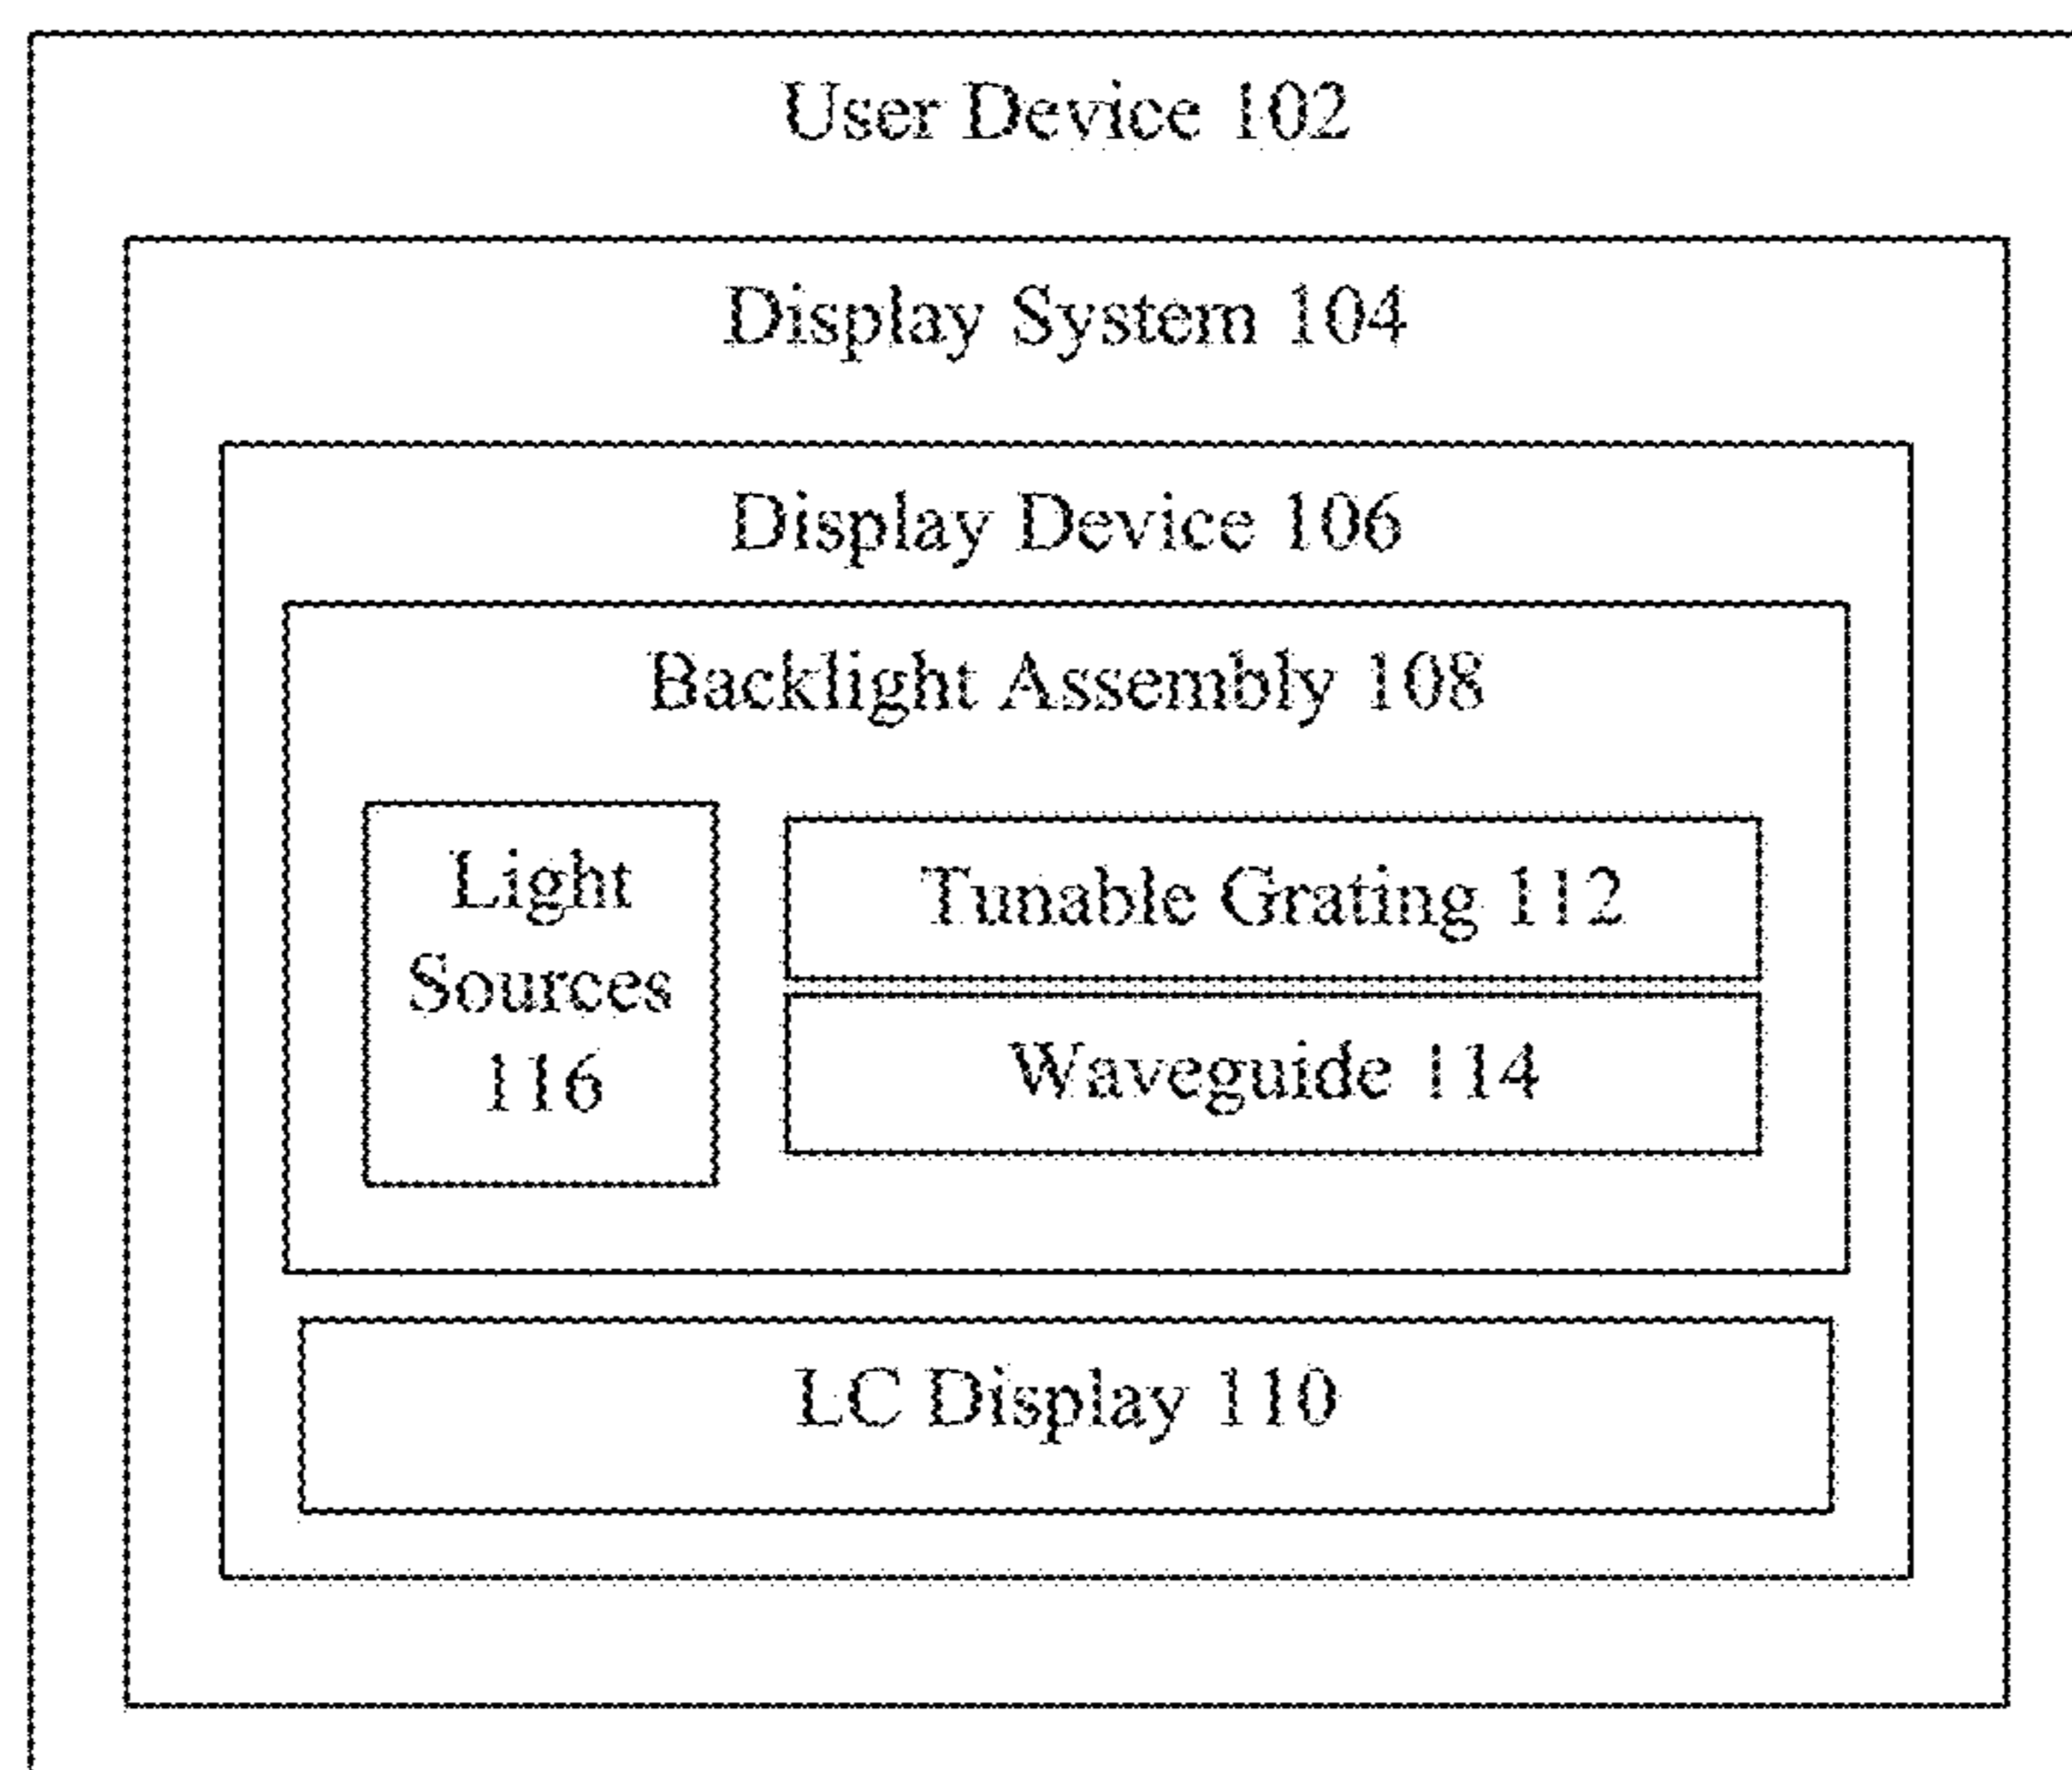 User Device 102
Display System 104
Display Device 106
Backlight Assembly 108
Light
Sources
116
Tunable Grating 112
Waveguide 114
LC Display 110